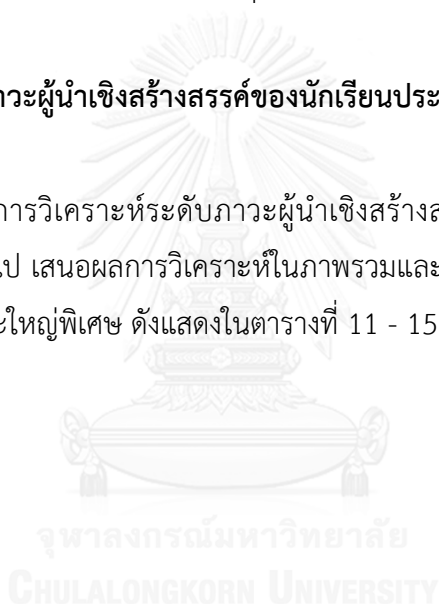 าวะผู้นำเชิงสร้างสรรค์ของนักเรียนประ
การวิเคราะห์ระดับภาวะผู้นำเชิงสร้างส
ไป เสนอผลการวิเคราะห์ในภาพรวมและ
ะใหญ่พิเศษ ดังแสดงในตารางที่ 11 - 15
จุฬาลงกรณ์มหาวิทยาลัย
CHULALONGKORN UNIVERSITY